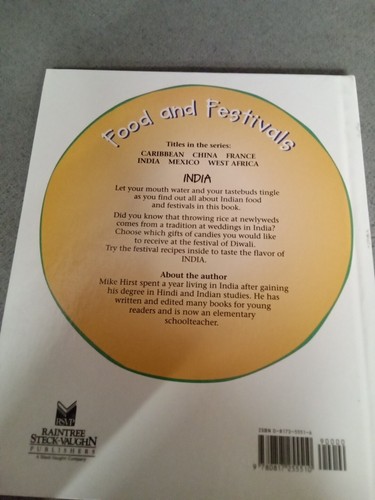 Food and Festivals
Titles in the series:
CARIBBEAN CHINA FRANCE
INDIA MEXICO WEST AFRICA
INDIA
Let your mouth water and your tastebuds tingle
as you find out all about Indian food
and festivals in this book.
Did you know that throwing rice at newlyweds
comes from a tradition at weddings in India?
Choose which gifts of candies you would like
to receive at the festival of Diwali.
Try the festival recipes inside to taste the flavor of
INDIA.
About the author
Mike Hirst spent a year living in India after gaining
his degree in Hindi and Indian studies. He has
written and edited many books for young
readers and is now an elementary
schoolteacher.
RSVP
RAINTREE
STECK-VAUGHN
PUBLISHERS
A Steck-Vaughn Company
90000